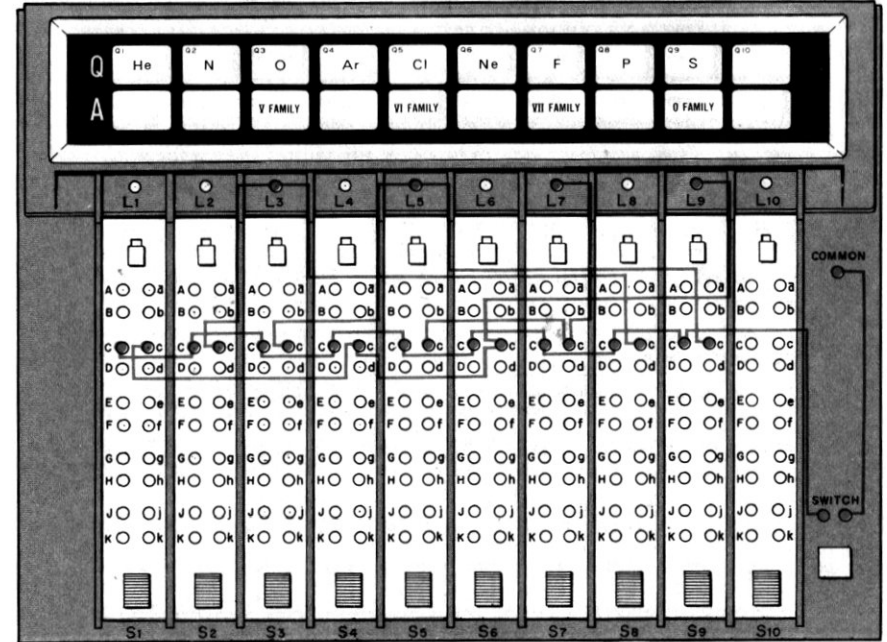 Q Q1 He Q2 N Q3 O Q4 Ar Q5 Cl Q6 Ne Q7 F Q8 P Q9 S Q10
A V FAMILY VI FAMILY VII FAMILY O FAMILY
L1 L2 L3 L4 L5 L6 L7 L8 L9 L10
COMMON
A a A a A a A a A a A a A a A a A a A a
B b B b B b B b B b B b B b B b B b B b
C c C c C c C c C c C c C c C c C c C c
D d D d D d D d D d D d D d D d D d D d
E e E e E e E e E e E e E e E e E e E e
F f F f F f F f F f F f F f F f F f F f
G g G g G g G g G g G g G g G g G g G g
H h H h H h H h H h H h H h H h H h H h
SWITCH
J j J j J j J j J j J j J j J j J j J j
K k K k K k K k K k K k K k K k K k K k
S1 S2 S3 S4 S5 S6 S7 S8 S9 S10